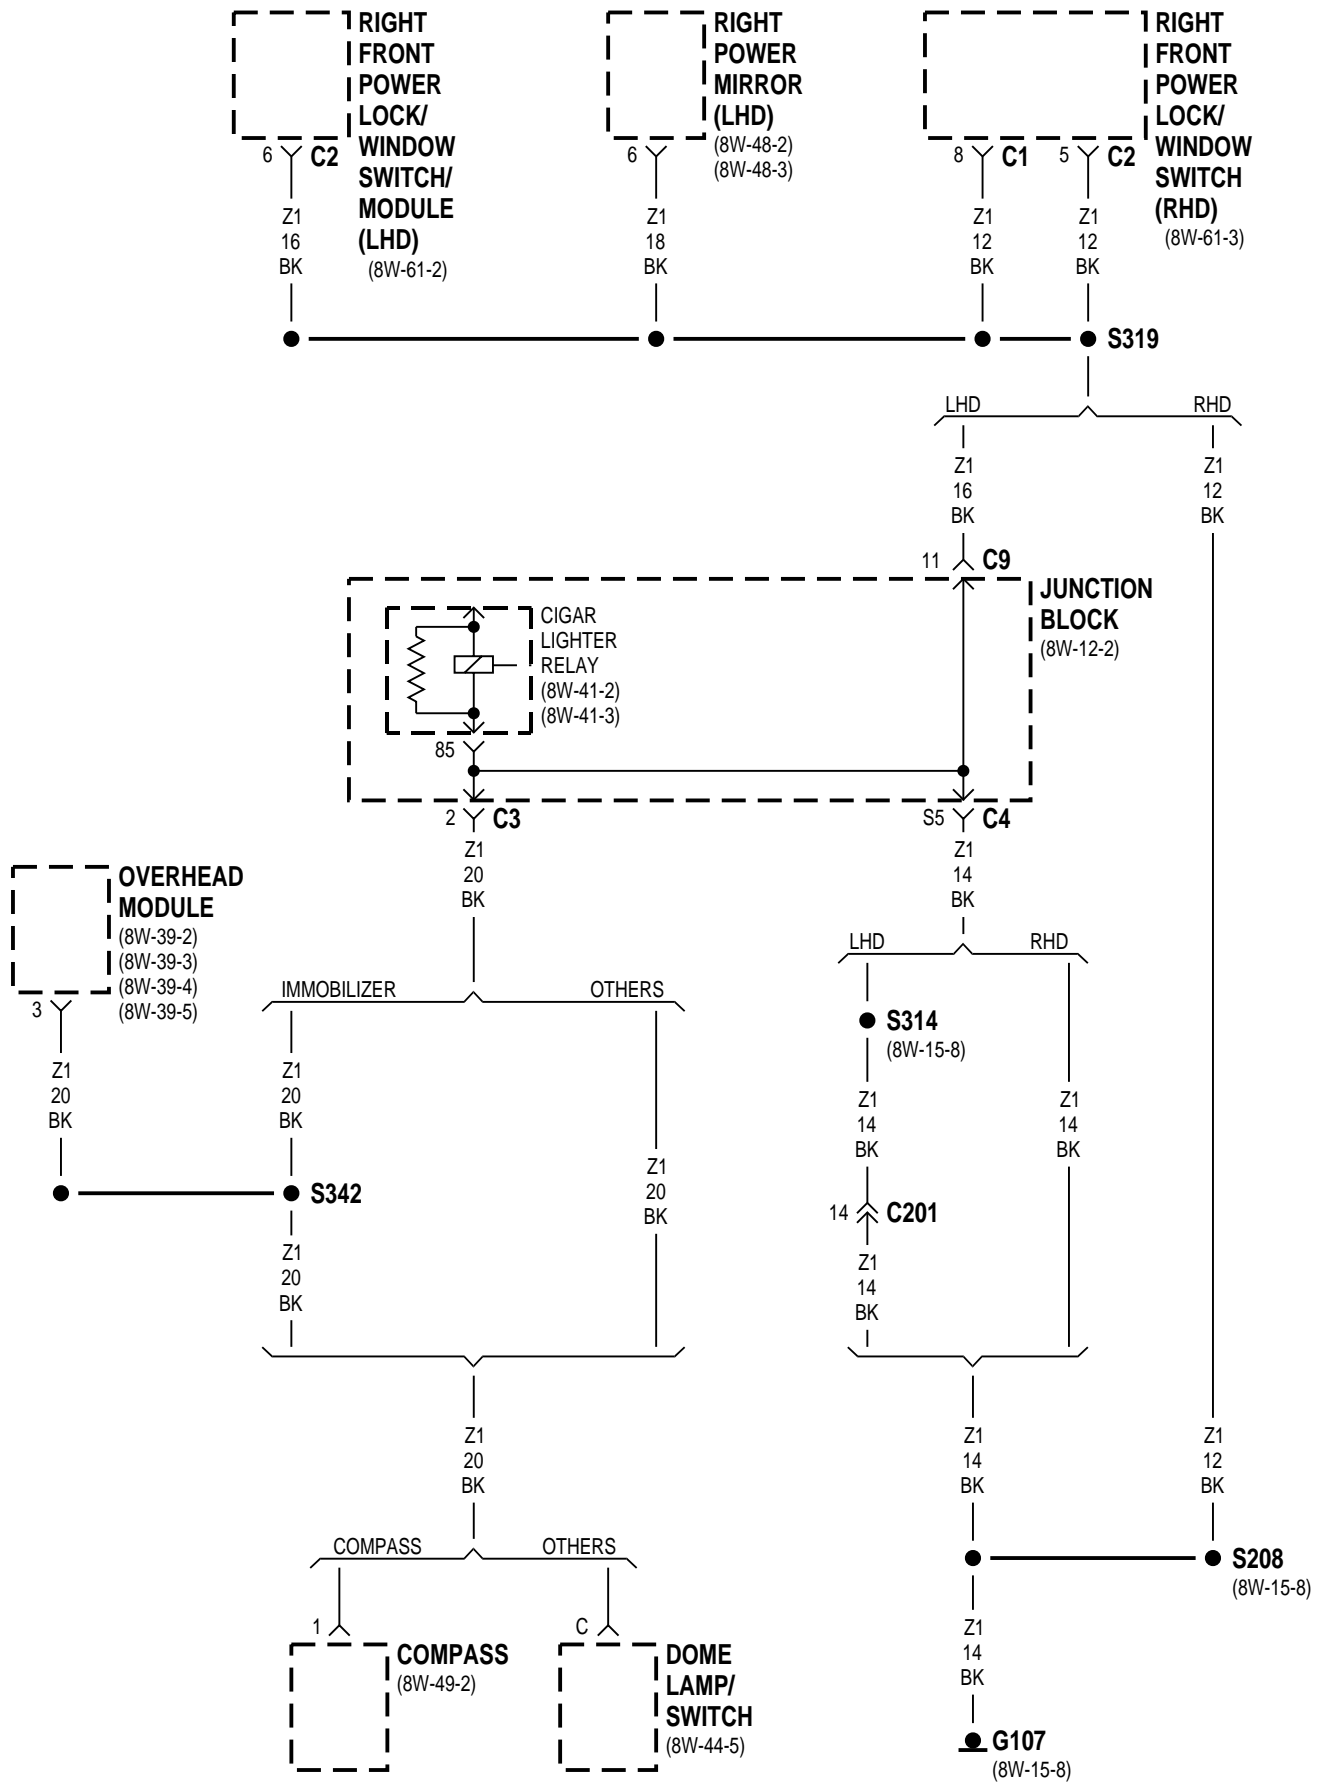 RIGHT
FRONT
POWER
LOCK/
WINDOW
SWITCH/
MODULE
(LHD)
(8W-61-2)
6
C2
Z1
16
BK
RIGHT
POWER
MIRROR
(LHD)
(8W-48-2)
(8W-48-3)
6
Z1
18
BK
RIGHT
FRONT
POWER
LOCK/
WINDOW
SWITCH
(RHD)
(8W-61-3)
8
C1
5
C2
Z1
12
BK
Z1
12
BK
S319
LHD
RHD
Z1
16
BK
Z1
12
BK
11
C9
JUNCTION
BLOCK
(8W-12-2)
CIGAR
LIGHTER
RELAY
(8W-41-2)
(8W-41-3)
85
2
C3
S5
C4
Z1
20
BK
Z1
14
BK
OVERHEAD
MODULE
(8W-39-2)
(8W-39-3)
(8W-39-4)
(8W-39-5)
3
Z1
20
BK
IMMOBILIZER
OTHERS
Z1
20
BK
S342
Z1
20
BK
Z1
20
BK
LHD
RHD
S314
(8W-15-8)
Z1
14
BK
Z1
14
BK
14
C201
Z1
14
BK
Z1
20
BK
Z1
14
BK
Z1
12
BK
COMPASS
OTHERS
1
C
COMPASS
(8W-49-2)
DOME
LAMP/
SWITCH
(8W-44-5)
S208
(8W-15-8)
Z1
14
BK
G107
(8W-15-8)